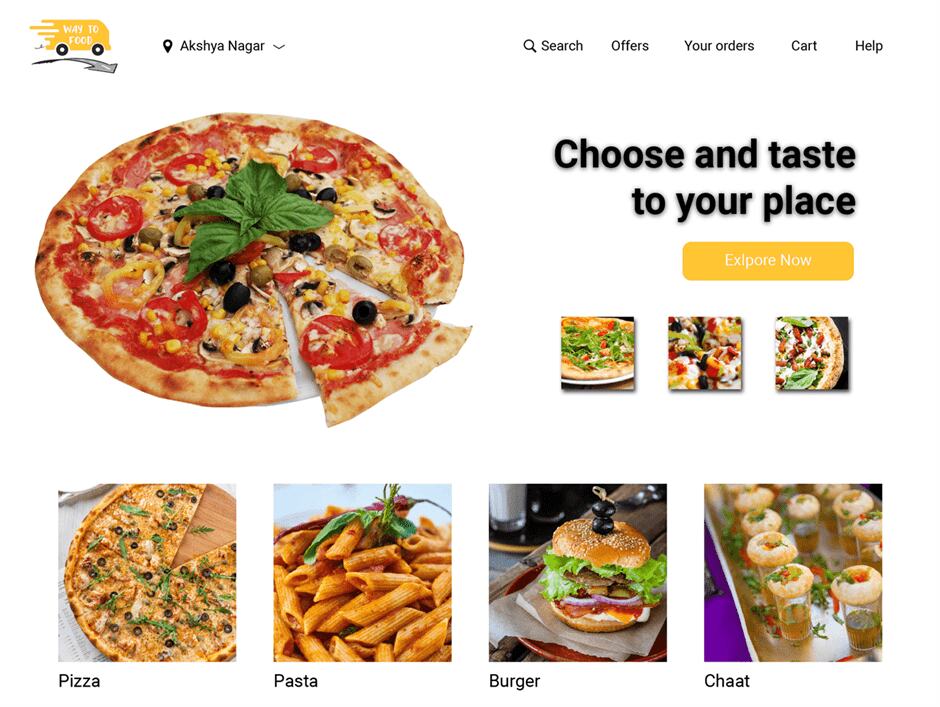 WAY TO
FOOD
Akshya Nagar
Search
Offers
Your orders
Cart
Help
Choose and taste
to your place
Exlpore Now
Pizza
Pasta
Burger
Chaat